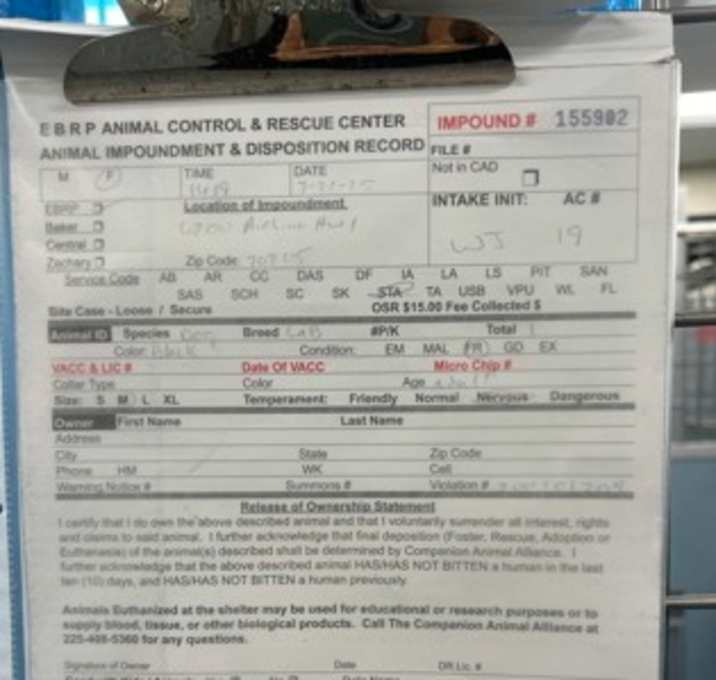 EBRP ANIMAL CONTROL & RESCUE CENTER
ANIMAL IMPOUNDMENT & DISPOSITION RECORD
IMPOUND # 155902
FILE #
M F TIME DATE
Not in CAD
EBRP Location of Impoundment
INTAKE INIT: AC #
Baker
Central
WJ 19
Zachary Zip Code
Service Code AB AR CC DAS DF IA LA LS PIT SAN
SAS SCH SC SK STA TA USB VPU WL FL
Site Case - Loose / Secure OSR $15.00 Fee Collected $
Animal ID Species Dog Breed Lab #P/K Total 1
Color Black Condition: EM MAL FR GD EX
VACC & LIC # Date Of VACC Micro Chip #
Collar Type Color Age Adult
Size: S M L XL Temperament: Friendly Normal Nervous Dangerous
Owner First Name Last Name
Address
City State Zip Code
Phone HM WK Cell
Warning Notice # Summons # Violation #
Release of Ownership Statement
I certify that I do own the above described animal and that I voluntarily surrender all interest, rights
and claims to said animal. I further acknowledge that final deposition (Foster, Rescue, Adoption or
Euthanasia) of the animal(s) described shall be determined by Companion Animal Alliance. I
further acknowledge that the above described animal HAS/HAS NOT BITTEN a human in the last
ten (10) days, and HAS/HAS NOT BITTEN a human previously.
Animals Euthanized at the shelter may be used for educational or research purposes or to
supply blood, tissue, or other biological products. Call The Companion Animal Alliance at
225-408-5360 for any questions.
Signature of Owner Date DR Lic. #